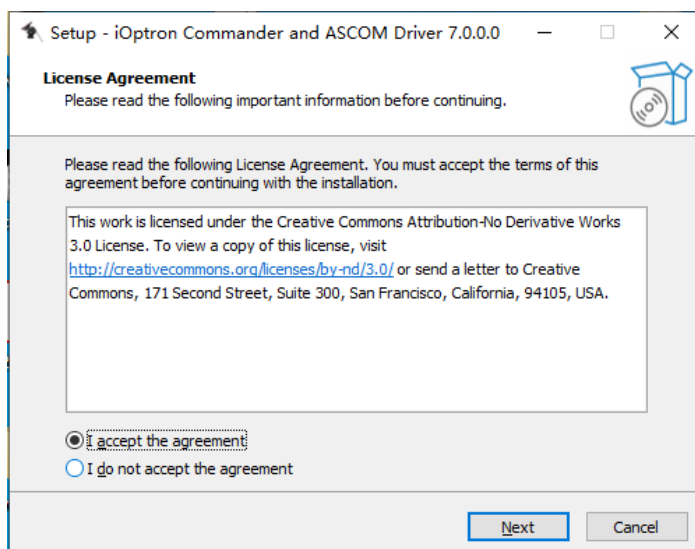 Setup - iOptron Commander and ASCOM Driver 7.0.0.0
License Agreement
Please read the following important information before continuing.
Please read the following License Agreement. You must accept the terms of this
agreement before continuing with the installation.
This work is licensed under the Creative Commons Attribution-No Derivative Works
3.0 License. To view a copy of this license, visit
http://creativecommons.org/licenses/by-nd/3.0/ or send a letter to Creative
Commons, 171 Second Street, Suite 300, San Francisco, California, 94105, USA.
I accept the agreement
I do not accept the agreement
Next
Cancel